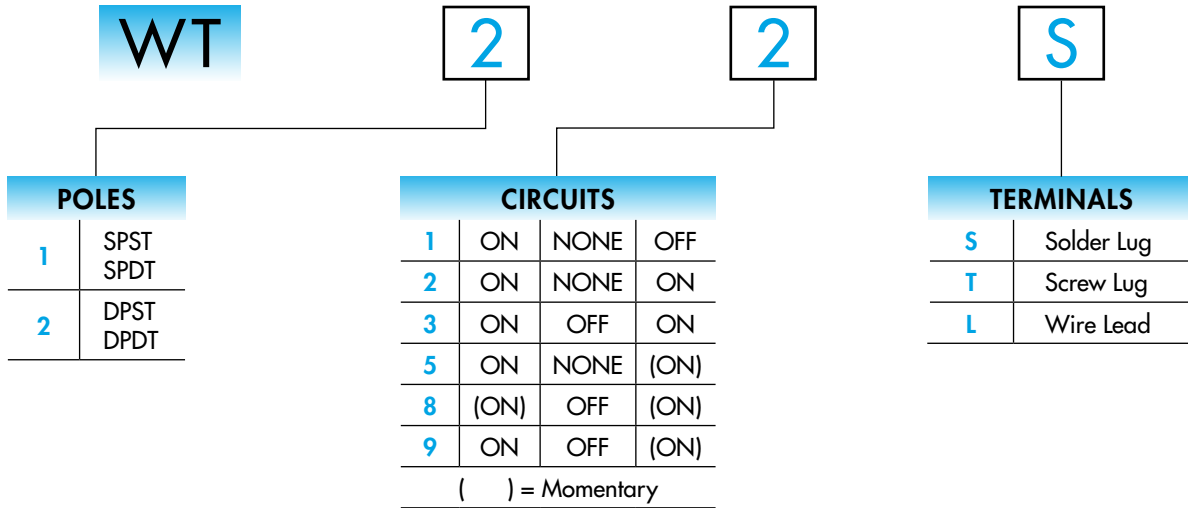 WT 2 2 S
POLES
1 SPST
SPDT
2 DPST
DPDT
CIRCUITS
1 ON NONE OFF
2 ON NONE ON
3 ON OFF ON
5 ON NONE (ON)
8 (ON) OFF (ON)
9 ON OFF (ON)
( ) = Momentary
TERMINALS
S Solder Lug
T Screw Lug
L Wire Lead